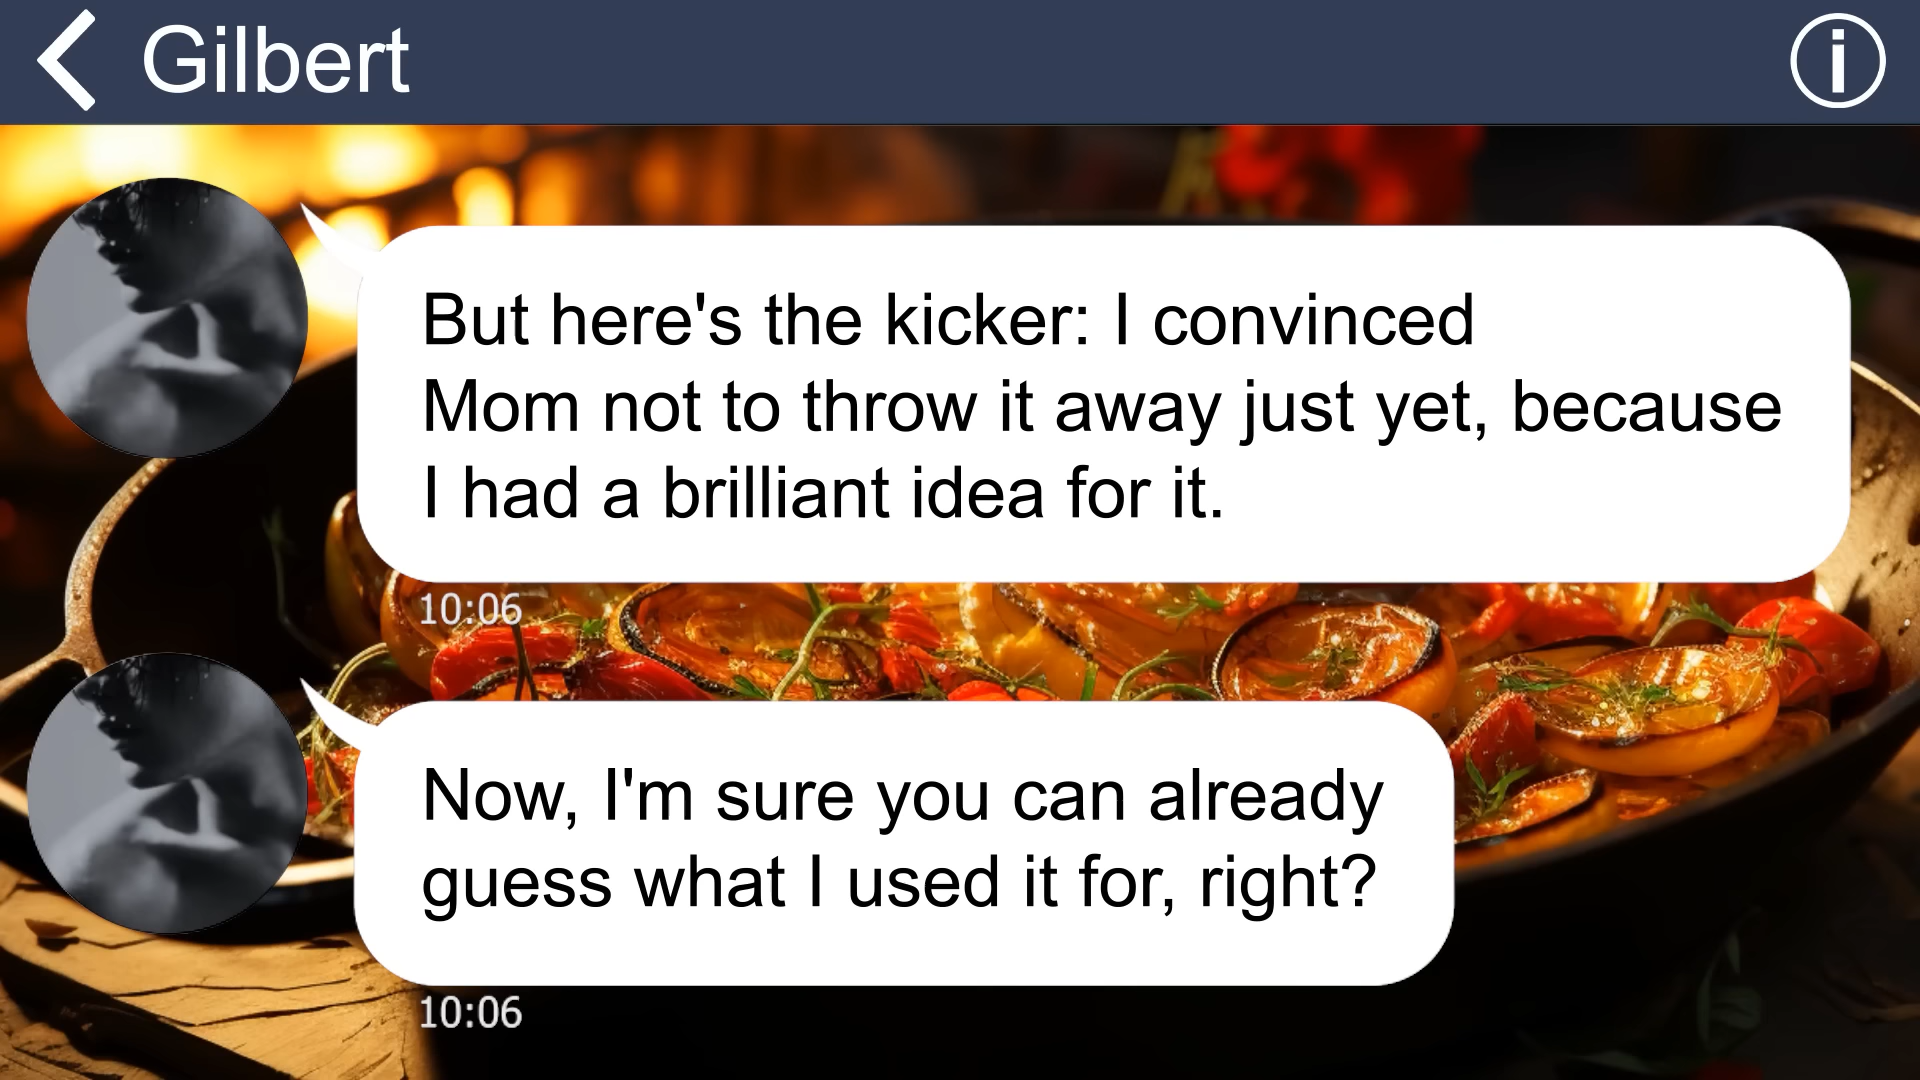 Gilbert
But here's the kicker: I convinced
Mom not to throw it away just yet, because
I had a brilliant idea for it.
10:06
Now, I'm sure you can already
guess what I used it for, right?
10:06